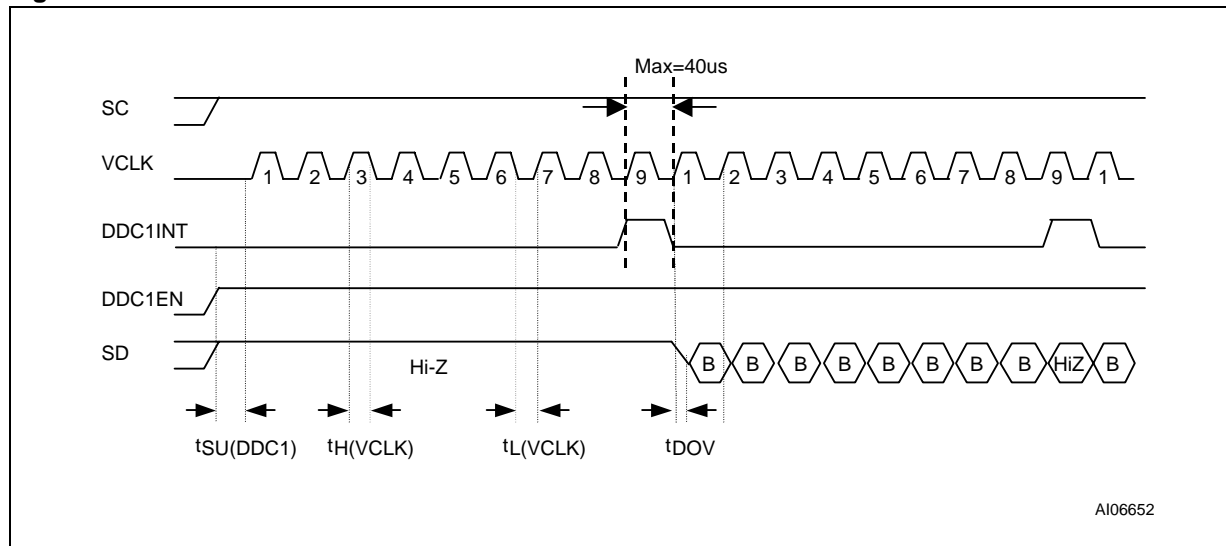 Max=40us
SC
VCLK
1 2 3 4 5 6 7 8 9 1 2 3 4 5 6 7 8 9 1
DDC1INT
DDC1EN
SD
Hi-Z
B B B B B B B B HiZ B
tSU(DDC1) tH(VCLK) tL(VCLK) tDOV
AI06652